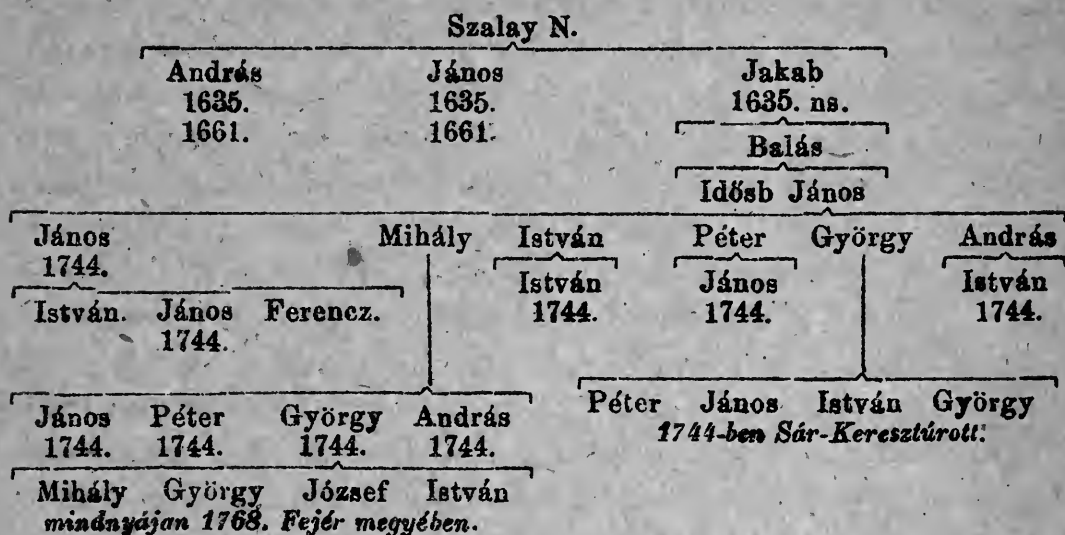 Szalay N.
András János Jakab
1635. 1635. 1635. ns.
1661. 1661.
Balás
Idősb János
János Mihály István Péter György András
1744. István János István
István. János Ferencz. 1744. 1744. 1744.
1744.
Péter János István György
János Péter György András 1744-ben Sár-Keresztúrott.
1744. 1744. 1744. 1744.
Mihály György József István
mindnyájan 1768. Fejér megyében.